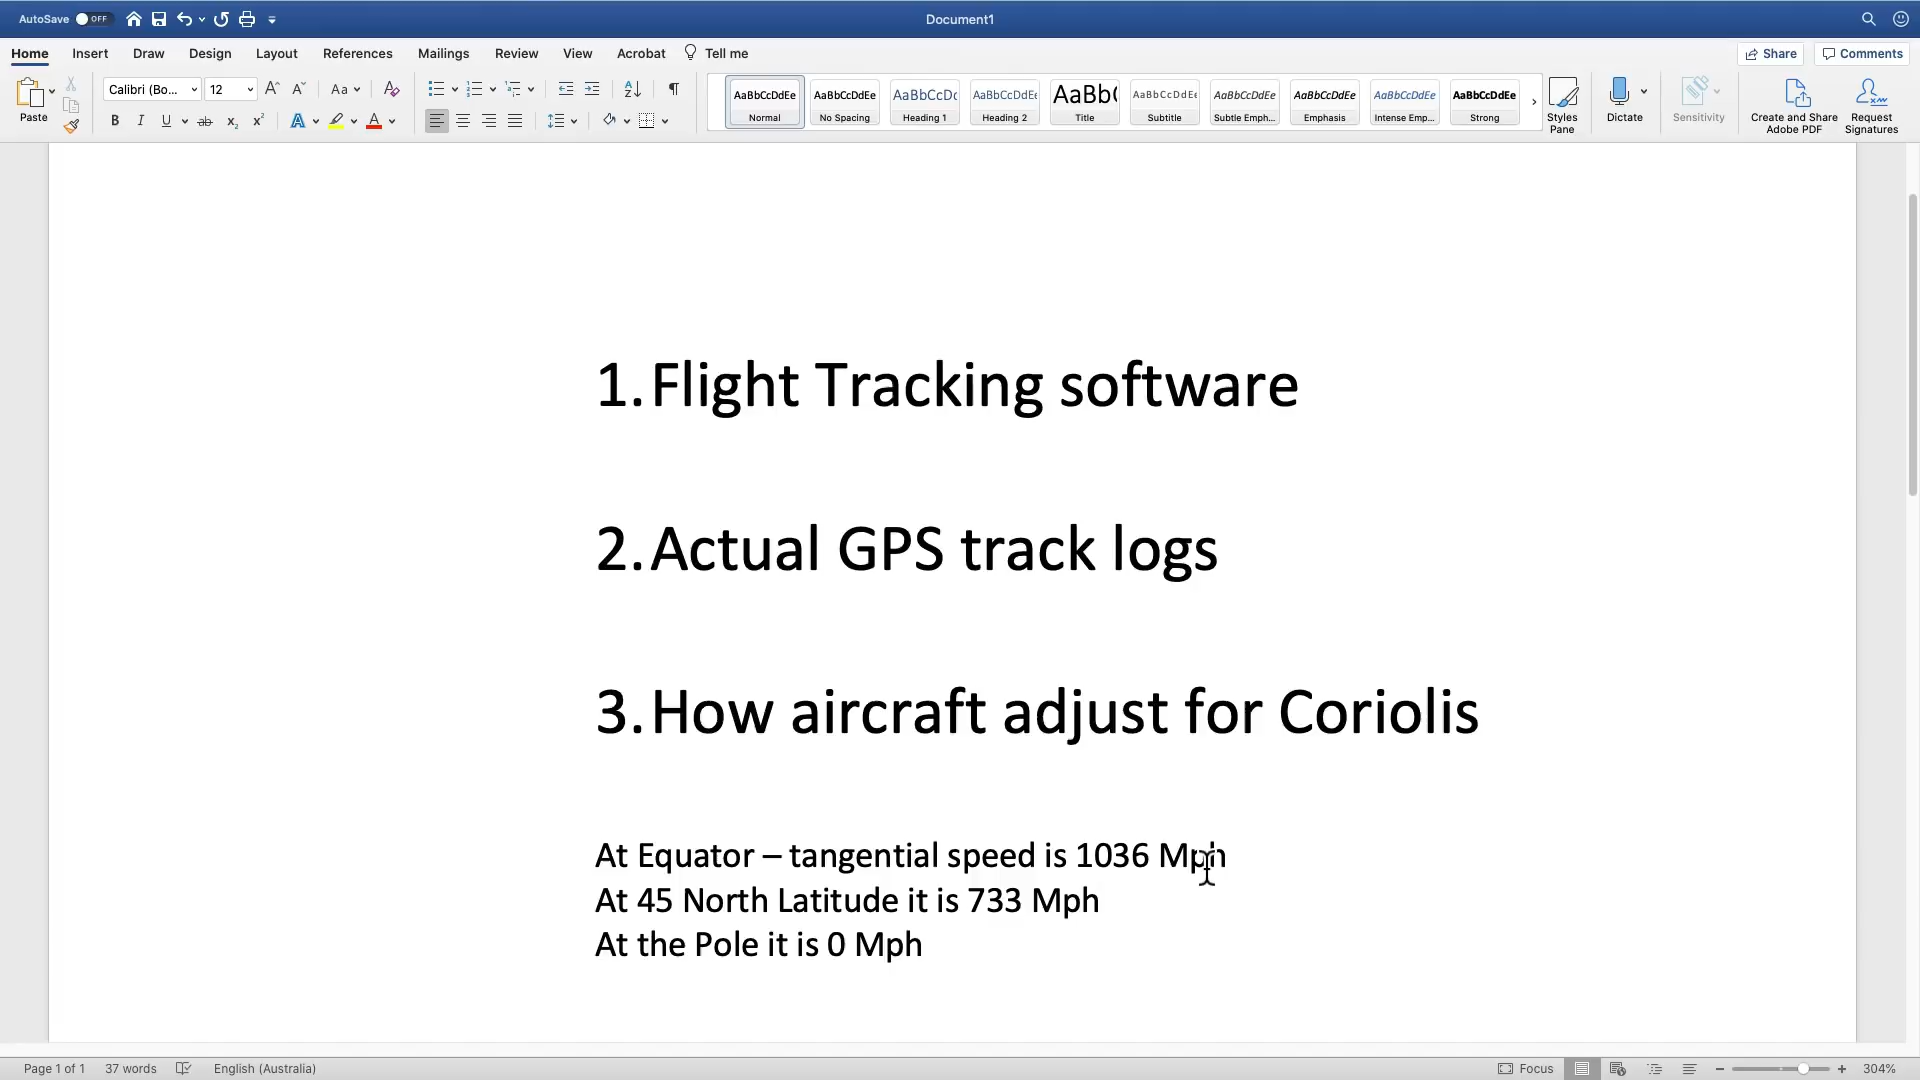 AutoSave OFF
Document1
Home Insert Draw Design Layout References Mailings Review View Acrobat Tell me
Share Comments
Paste
Calibri (Bo... 12
Aa
B I U ab x₂ x²
A A
AaBbCcDdEe Normal
AaBbCcDdEe No Spacing
AaBbCcDc Heading 1
AaBbCcDdEe Heading 2
AaBb( Title
AaBbCcDdEe Subtitle
AaBbCcDdEe Subtle Emph...
AaBbCcDdEe Emphasis
AaBbCcDdEe Intense Emp...
AaBbCcDdEe Strong
Styles Pane
Dictate
Sensitivity
Create and Share Adobe PDF
Request Signatures
1. Flight Tracking software
2. Actual GPS track logs
3. How aircraft adjust for Coriolis
At Equator – tangential speed is 1036 Mph
At 45 North Latitude it is 733 Mph
At the Pole it is 0 Mph
Page 1 of 1 37 words English (Australia)
Focus 304%